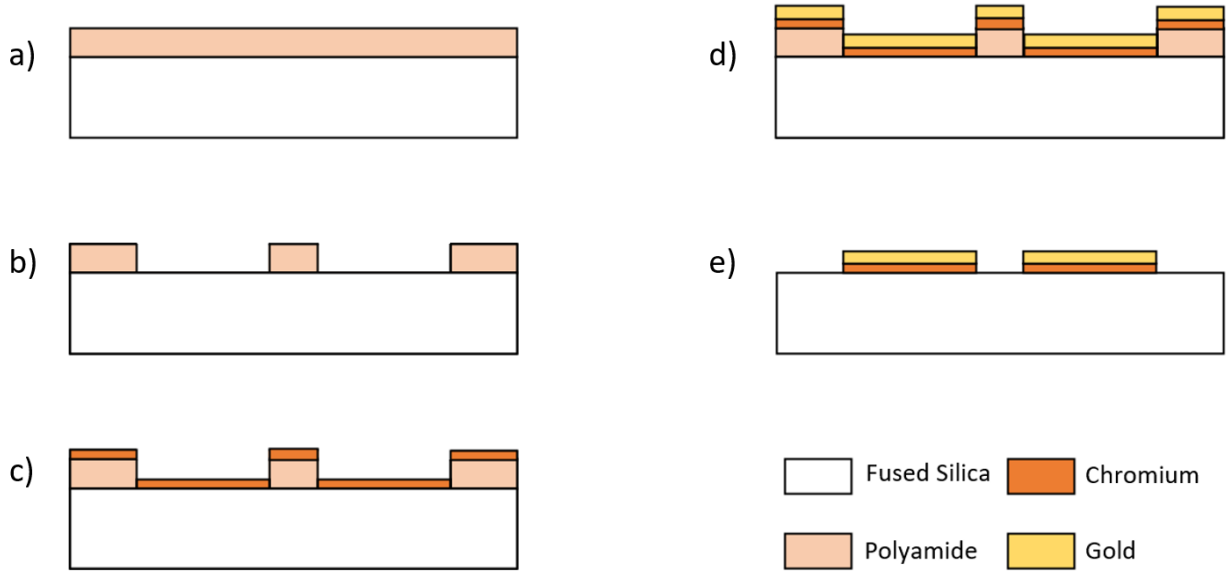 a)
b)
c)
d)
e)
Fused Silica
Chromium
Polyamide
Gold